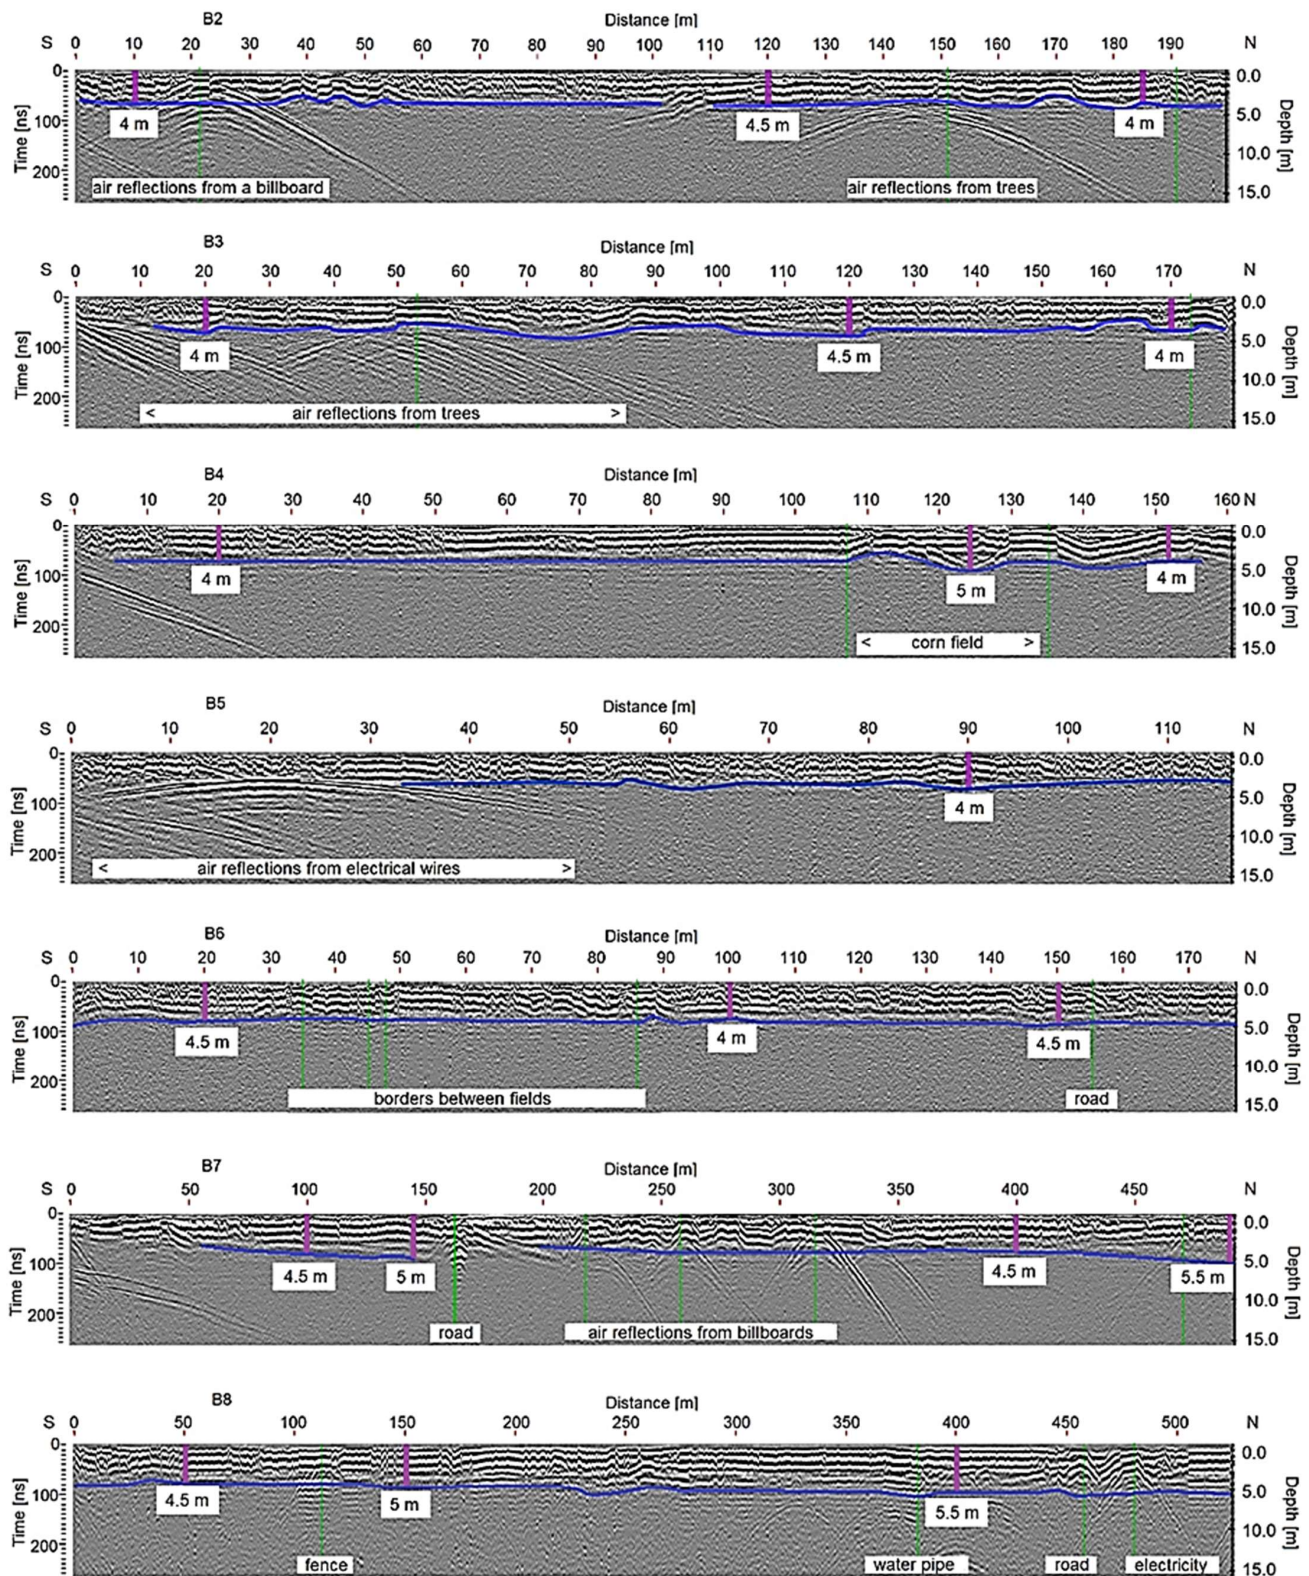 B2
Distance [m]
S 0 10 20 30 40 50 60 70 80 90 100 110 120 130 140 150 160 170 180 190 N
Time [ns]
0
100
200
Depth [m]
0.0
5.0
10.0
15.0
4 m
4.5 m
4 m
air reflections from a billboard
air reflections from trees
B3
Distance [m]
S 0 10 20 30 40 50 60 70 80 90 100 110 120 130 140 150 160 170 N
Time [ns]
0
100
200
Depth [m]
0.0
5.0
10.0
15.0
4 m
4.5 m
4 m
< air reflections from trees >
B4
Distance [m]
S 0 10 20 30 40 50 60 70 80 90 100 110 120 130 140 150 160 N
Time [ns]
0
100
200
Depth [m]
0.0
5.0
10.0
15.0
4 m
5 m
4 m
< corn field >
B5
Distance [m]
S 0 10 20 30 40 50 60 70 80 90 100 110 N
Time [ns]
0
100
200
Depth [m]
0.0
5.0
10.0
15.0
4 m
< air reflections from electrical wires >
B6
Distance [m]
S 0 10 20 30 40 50 60 70 80 90 100 110 120 130 140 150 160 170 N
Time [ns]
0
100
200
Depth [m]
0.0
5.0
10.0
15.0
4.5 m
4 m
4.5 m
borders between fields
road
B7
Distance [m]
S 0 50 100 150 200 250 300 350 400 450 N
Time [ns]
0
100
200
Depth [m]
0.0
5.0
10.0
15.0
4.5 m
5 m
4.5 m
5.5 m
road
air reflections from billboards
B8
Distance [m]
S 0 50 100 150 200 250 300 350 400 450 500 N
Time [ns]
0
100
200
Depth [m]
0.0
5.0
10.0
15.0
4.5 m
5 m
5.5 m
fence
water pipe
road
electricity